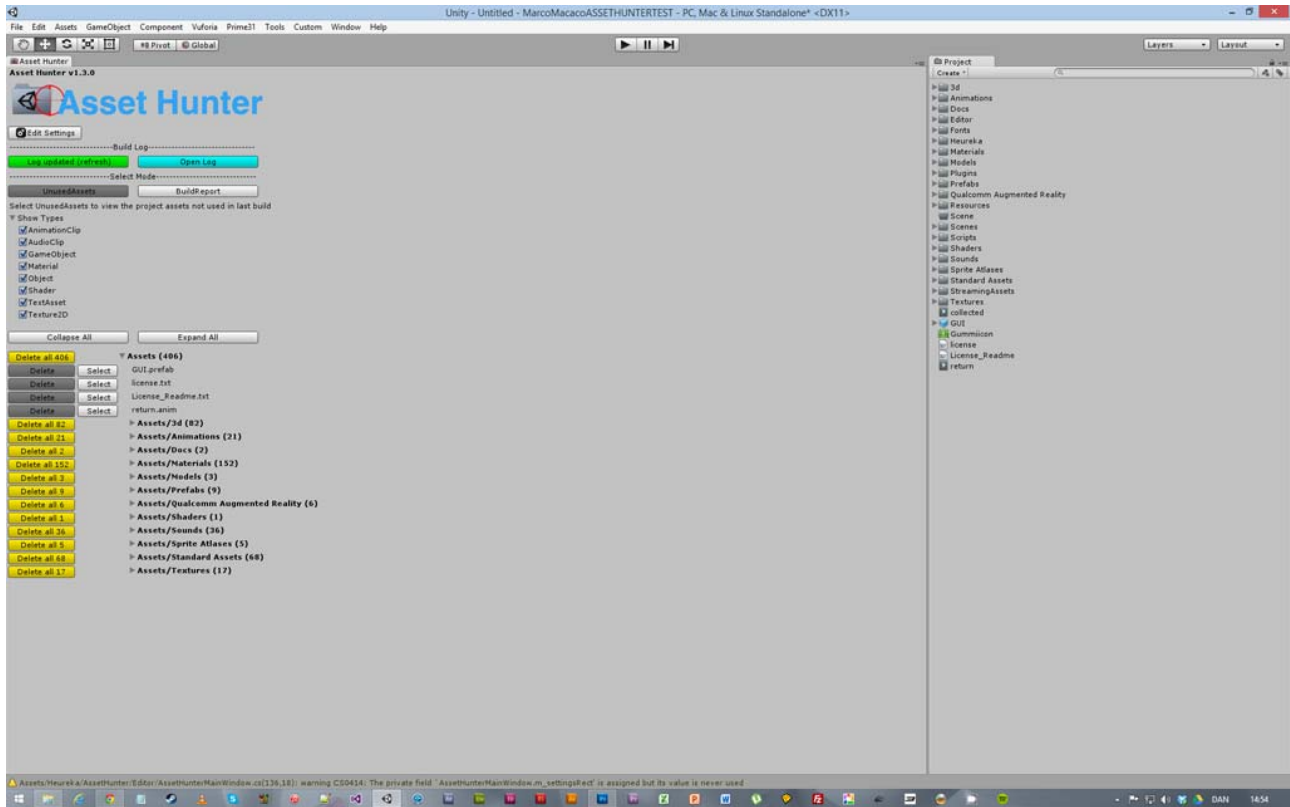 Unity - Untitled - MarcoMacacoASSETHUNTERTEST - PC, Mac & Linux Standalone* <DX11>
File Edit Assets GameObject Component Vuforia Prime31 Tools Custom Window Help
Pivot Global Layers Layout
Asset Hunter
Asset Hunter v1.3.0
Asset Hunter
Edit Settings
-------------------------------Build Log--------------------------------
Log updated (refresh) Open Log
------------------------------Select Mode------------------------------
UnusedAssets BuildReport
Select UnusedAssets to view the project assets not used in last build
Show Types
AnimationClip
AudioClip
GameObject
Material
Object
Shader
TextAsset
Texture2D
Collapse All Expand All
Delete all 406 Assets (406)
Delete Select GUI.prefab
Delete Select license.txt
Delete Select License_Readme.txt
Delete Select return.anim
Delete all 82 Assets/3d (82)
Delete all 21 Assets/Animations (21)
Delete all 2 Assets/Docs (2)
Delete all 152 Assets/Materials (152)
Delete all 3 Assets/Models (3)
Delete all 9 Assets/Prefabs (9)
Delete all 6 Assets/Qualcomm Augmented Reality (6)
Delete all 1 Assets/Shaders (1)
Delete all 36 Assets/Sounds (36)
Delete all 5 Assets/Sprite Atlases (5)
Delete all 68 Assets/Standard Assets (68)
Delete all 17 Assets/Textures (17)
Project
Create
3d
Animations
Docs
Editor
Fonts
Heureka
Materials
Models
Plugins
Prefabs
Qualcomm Augmented Reality
Resources
Scene
Scenes
Scripts
Shaders
Sounds
Sprite Atlases
Standard Assets
StreamingAssets
Textures
collected
GUI
Gummiicon
license
License_Readme
return
Assets/Heureka/AssetHunter/Editor/AssetHunterMainWindow.cs(136,18): warning CS0414: The private field `AssetHunterMainWindow.m_settingsRect' is assigned but its value is never used
DAN 14:54